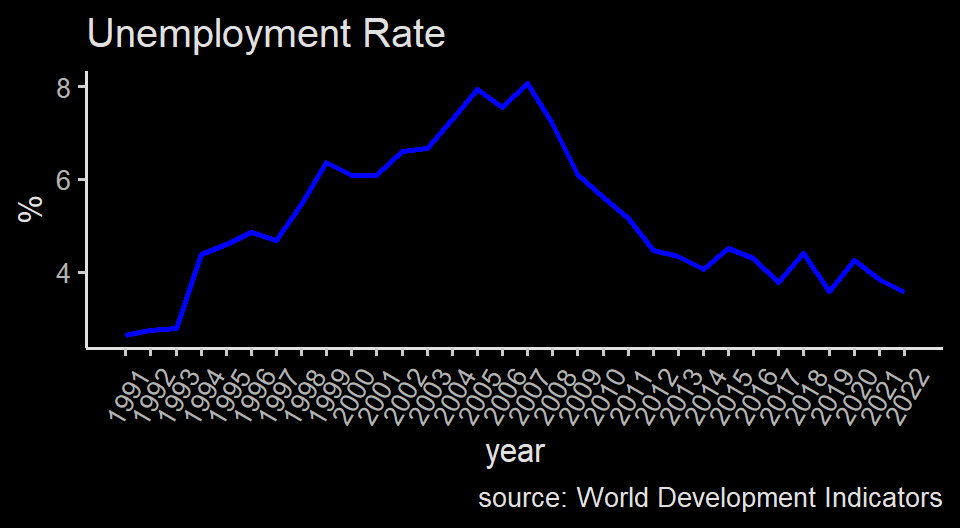 Unemployment Rate
8
6
4
%
1991 1992 1993 1994 1995 1996 1997 1998 1999 2000 2001 2002 2003 2004 2005 2006 2007 2008 2009 2010 2011 2012 2013 2014 2015 2016 2017 2018 2019 2020 2021 2022
year
source: World Development Indicators